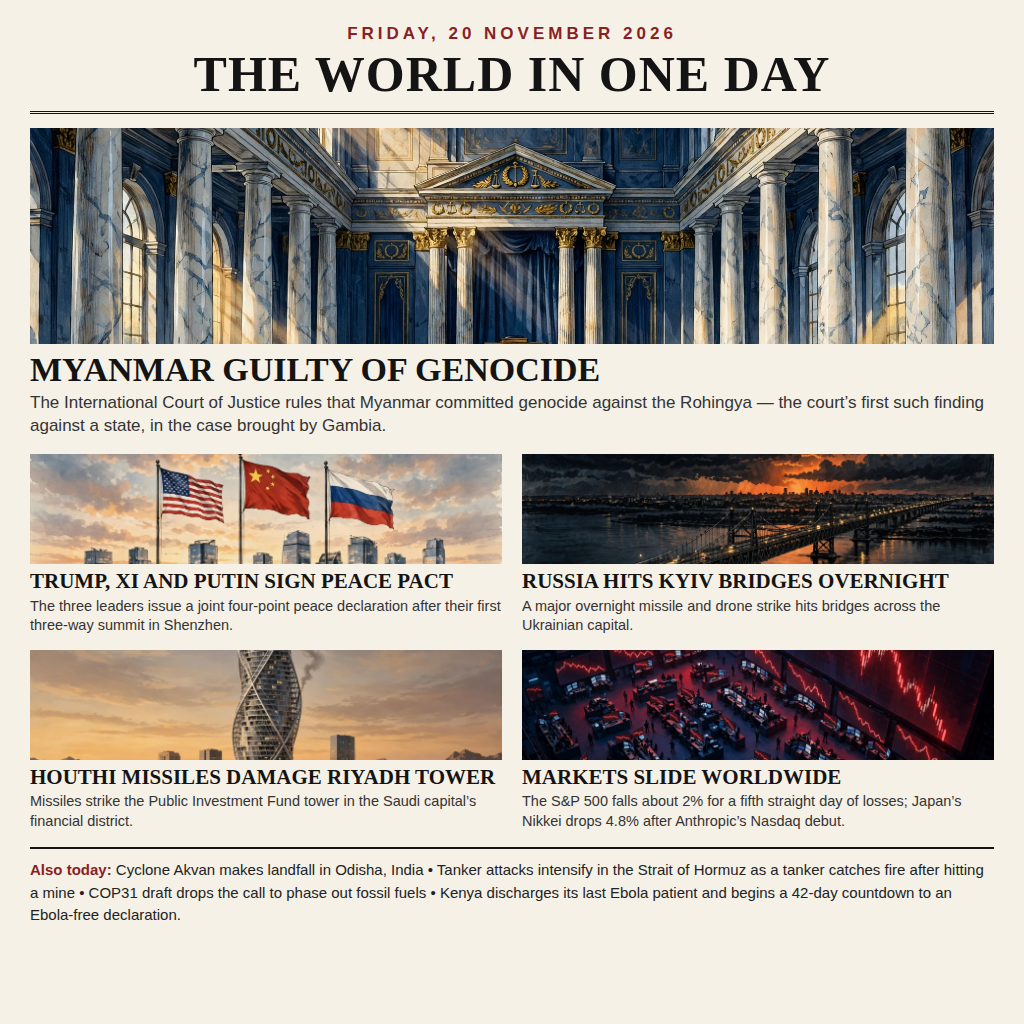 FRIDAY, 20 NOVEMBER 2026
THE WORLD IN ONE DAY
MYANMAR GUILTY OF GENOCIDE
The International Court of Justice rules that Myanmar committed genocide against the Rohingya — the court’s first such finding
against a state, in the case brought by Gambia.
TRUMP, XI AND PUTIN SIGN PEACE PACT
The three leaders issue a joint four-point peace declaration after their first
three-way summit in Shenzhen.
RUSSIA HITS KYIV BRIDGES OVERNIGHT
A major overnight missile and drone strike hits bridges across the
Ukrainian capital.
HOUTHI MISSILES DAMAGE RIYADH TOWER
Missiles strike the Public Investment Fund tower in the Saudi capital’s
financial district.
MARKETS SLIDE WORLDWIDE
The S&P 500 falls about 2% for a fifth straight day of losses; Japan’s
Nikkei drops 4.8% after Anthropic’s Nasdaq debut.
Also today: Cyclone Akvan makes landfall in Odisha, India • Tanker attacks intensify in the Strait of Hormuz as a tanker catches fire after hitting
a mine • COP31 draft drops the call to phase out fossil fuels • Kenya discharges its last Ebola patient and begins a 42-day countdown to an
Ebola-free declaration.